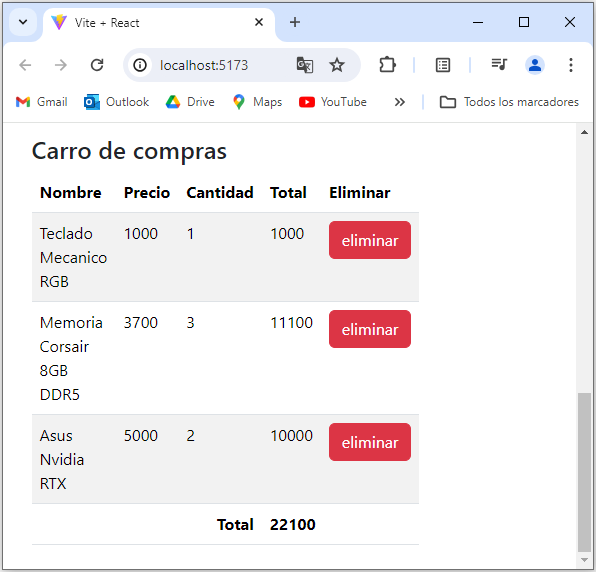 Vite + React
localhost:5173
Gmail Outlook Drive Maps YouTube Todos los marcadores
Carro de compras
Nombre Precio Cantidad Total Eliminar
Teclado 1000 1 1000 eliminar
Mecanico
RGB
Memoria 3700 3 11100 eliminar
Corsair
8GB
DDR5
Asus 5000 2 10000 eliminar
Nvidia
RTX
Total 22100